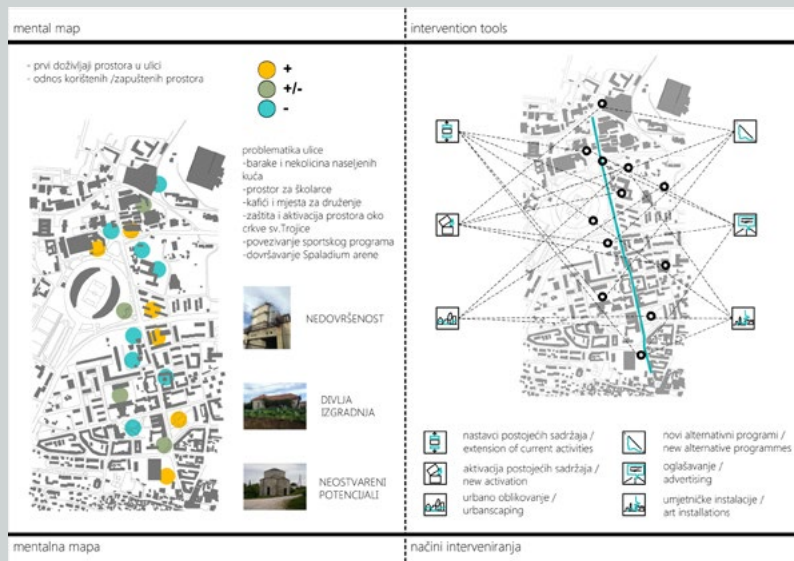 mental map
- prvi doživljaji prostora u ulici
- odnos korištenih /zapuštenih prostora
+
+/-
-
problematika ulice
-barake i nekolicina naseljenih
kuća
-prostor za školarce
-kafići i mjesta za druženje
-zaštita i aktivacija prostora oko
crkve sv.Trojice
-povezivanje sportskog programa
-dovršavanje Spaladium arene
NEDOVRŠENOST
DIVLJA
IZGRADNJA
NEOSTVARENI
POTENCIJALI
mentalna mapa
intervention tools
nastavci postojećih sadržaja /
extension of current activities
aktivacija postojećih sadržaja /
new activation
urbano oblikovanje /
urbanscaping
novi alternativni programi /
new alternative programmes
oglašavanje /
advertising
umjetničke instalacije /
art installations
načini interveniranja